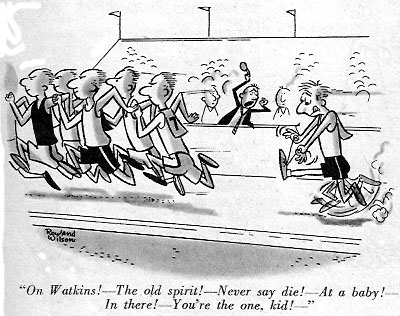 Rowland
Wilson
“On Watkins!—The old spirit!—Never say die!—At a baby!—
In there!—You're the one, kid!—”